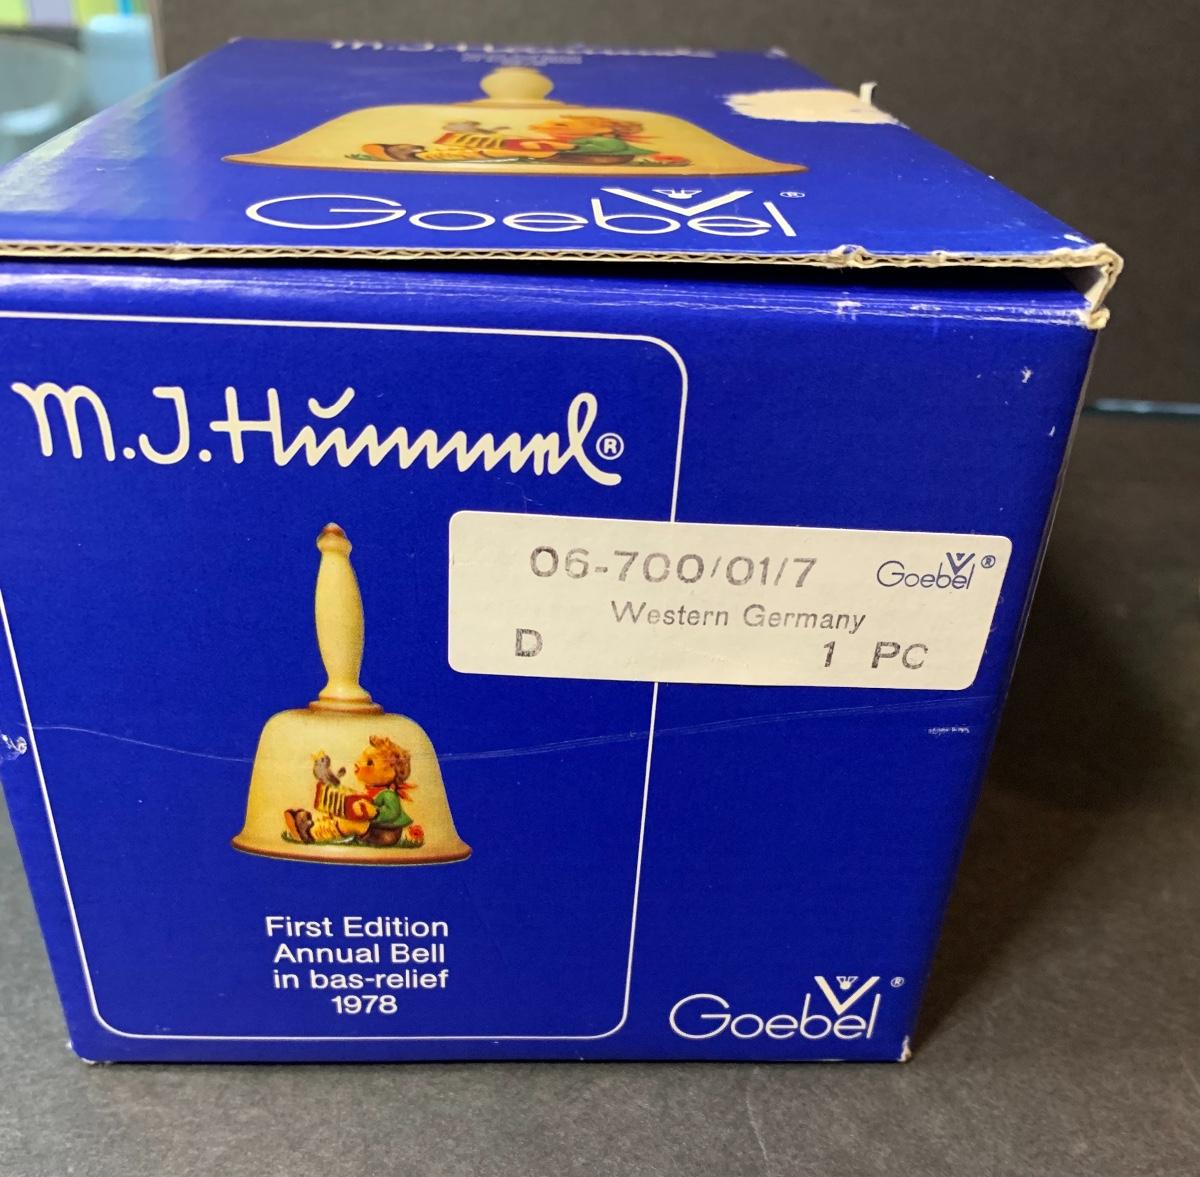 M.J.Hummel
Goebel ®
M.J.Hummel ®
06-700/01/7 Goebel ®
Western Germany
D 1 PC
First Edition
Annual Bell
in bas-relief
1978
Goebel ®